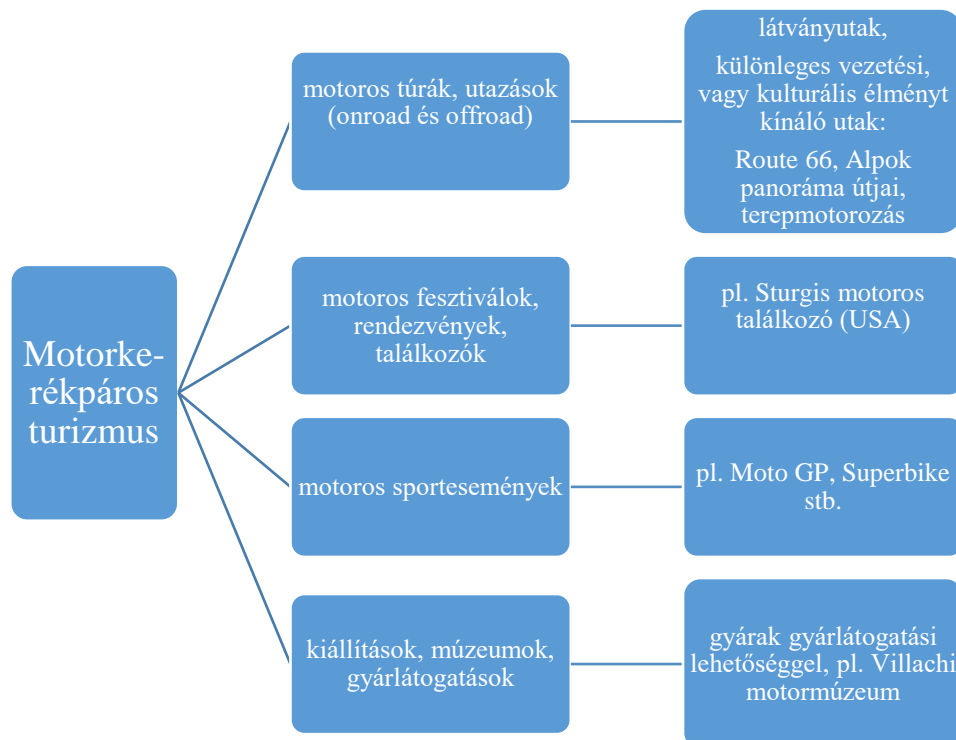 Motorke-
rékpáros
turizmus
motoros túrák, utazások
(onroad és offroad)
látványutak,
különleges vezetési,
vagy kulturális élményt
kínáló utak:
Route 66, Alpok
panoráma útjai,
terepmotorozás
motoros fesztiválok,
rendezvények,
találkozók
pl. Sturgis motoros
találkozó (USA)
motoros sportesemények
pl. Moto GP, Superbike
stb.
kiállítások, múzeumok,
gyárlátogatások
gyárak gyárlátogatási
lehetőséggel, pl. Villachi
motormúzeum